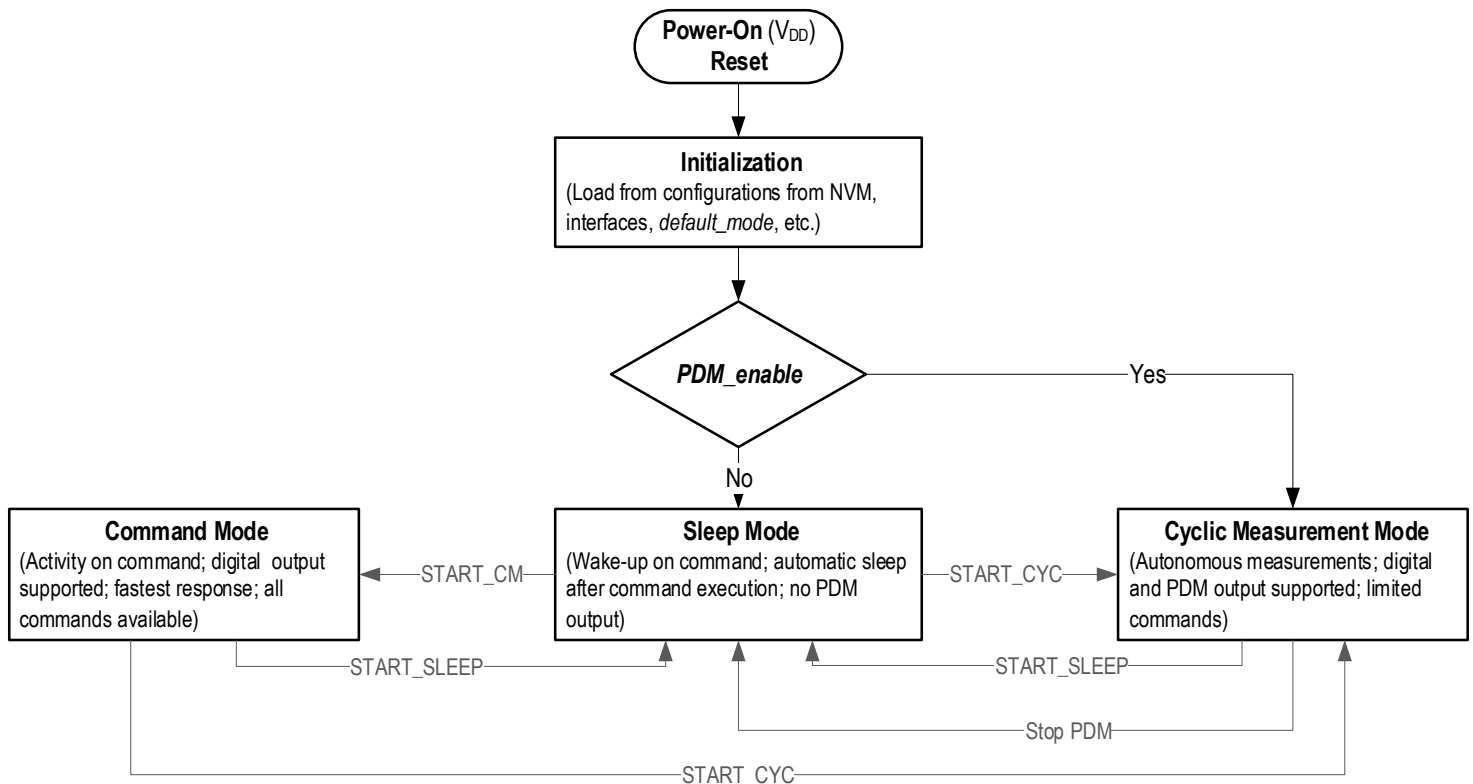 Power-On (VDD)
Reset
Initialization
(Load from configurations from NVM,
interfaces, default_mode, etc.)
PDM_enable
Yes
No
Command Mode
(Activity on command; digital output
supported; fastest response; all
commands available)
START_CM
Sleep Mode
(Wake-up on command; automatic sleep
after command execution; no PDM
output)
START_CYC
Cyclic Measurement Mode
(Autonomous measurements; digital
and PDM output supported; limited
commands)
START_SLEEP
START_SLEEP
Stop PDM
START_CYC